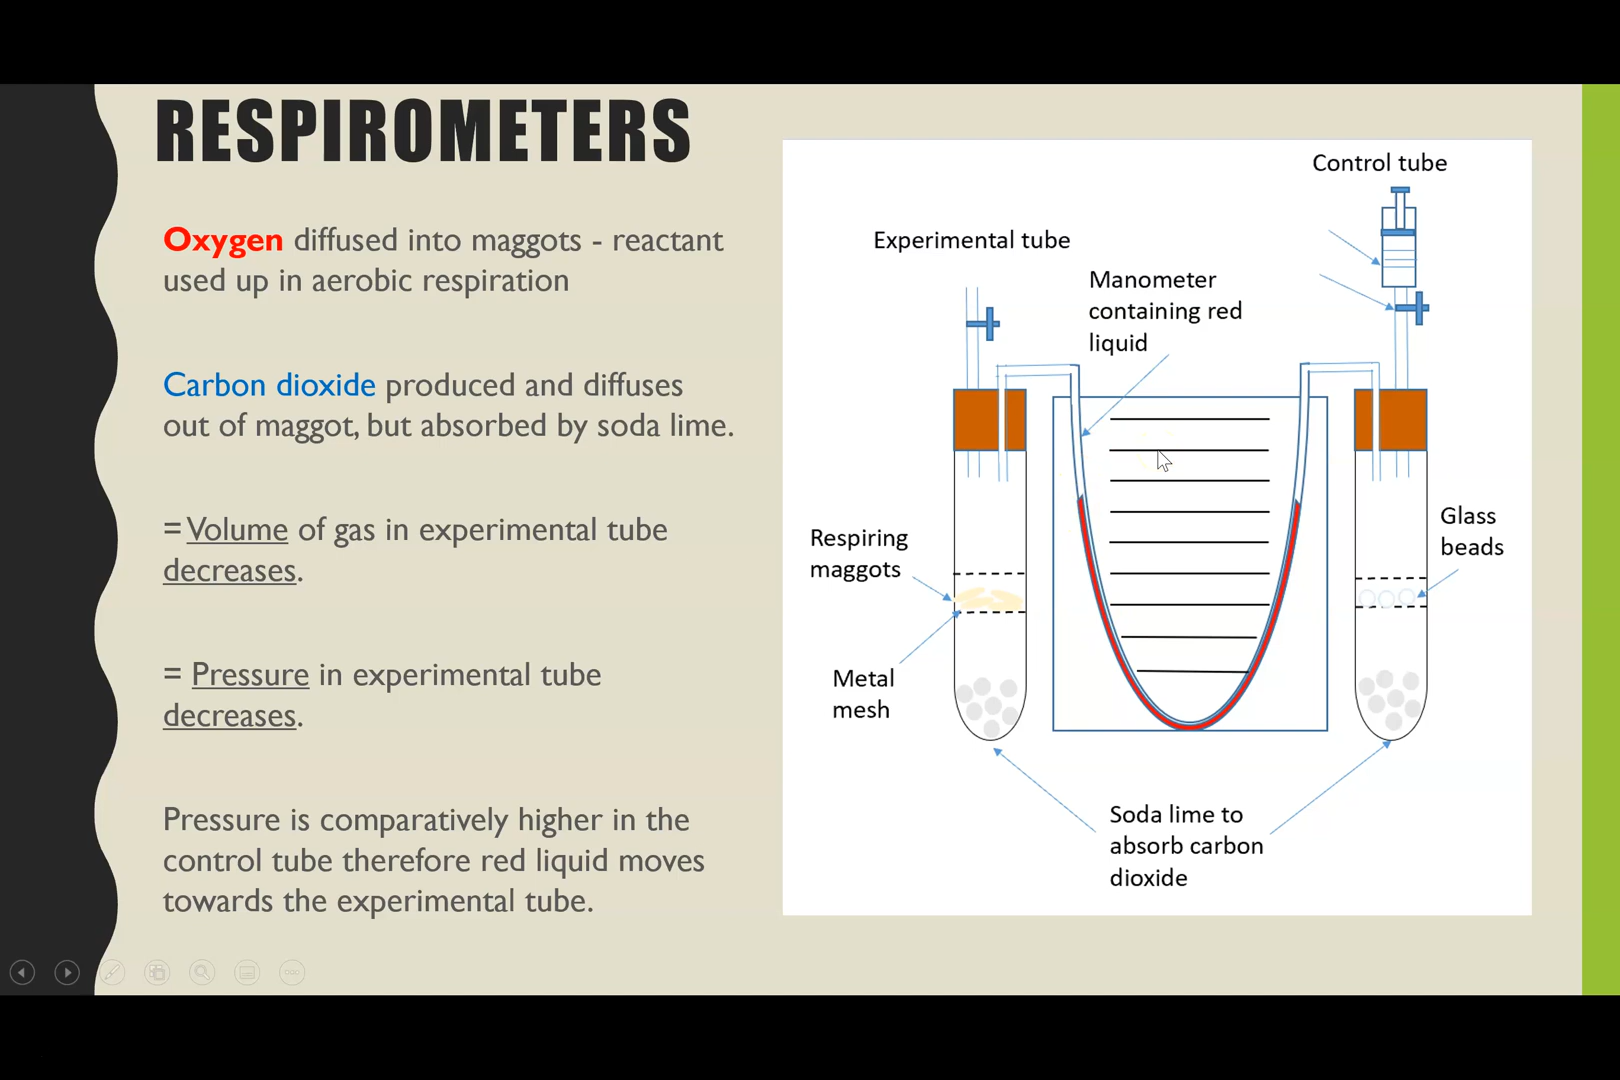 RESPIROMETERS
Oxygen diffused into maggots - reactant
used up in aerobic respiration
Carbon dioxide produced and diffuses
out of maggot, but absorbed by soda lime.
= Volume of gas in experimental tube
decreases.
= Pressure in experimental tube
decreases.
Pressure is comparatively higher in the
control tube therefore red liquid moves
towards the experimental tube.
Control tube
Experimental tube
Manometer
containing red
liquid
Respiring
maggots
Glass
beads
Metal
mesh
Soda lime to
absorb carbon
dioxide